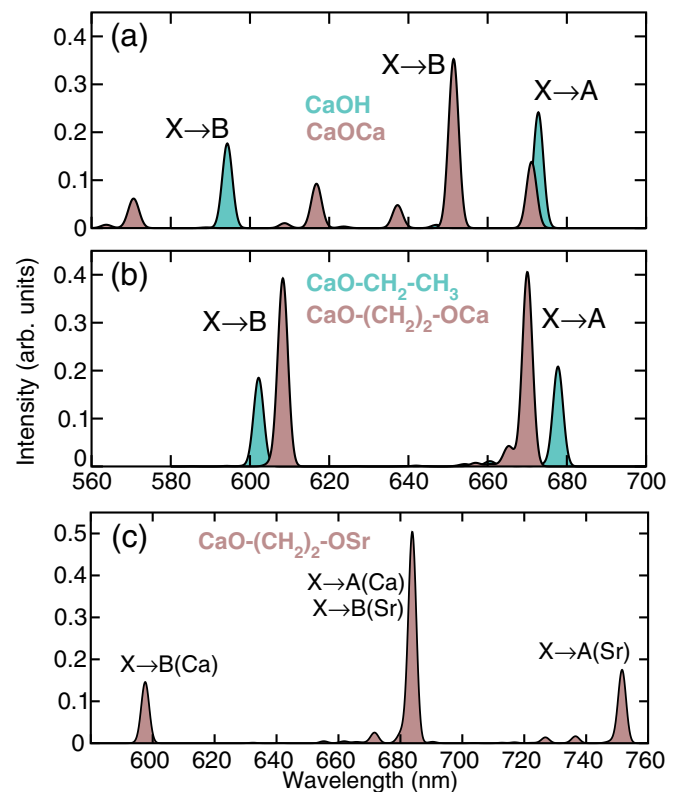 (a)
0.4
0.3
0.2
0.1
0
X→B
X→A
CaOH
CaOCa
X→B
(b)
0.4
0.3
0.2
0.1
0
CaO-CH2-CH3
CaO-(CH2)2-OCa
X→B
X→A
560 580 600 620 640 660 680 700
Intensity (arb. units)
(c)
0.5
0.4
0.3
0.2
0.1
0
CaO-(CH2)2-OSr
X→A(Ca)
X→B(Sr)
X→B(Ca)
X→A(Sr)
600 620 640 660 680 700 720 740 760
Wavelength (nm)